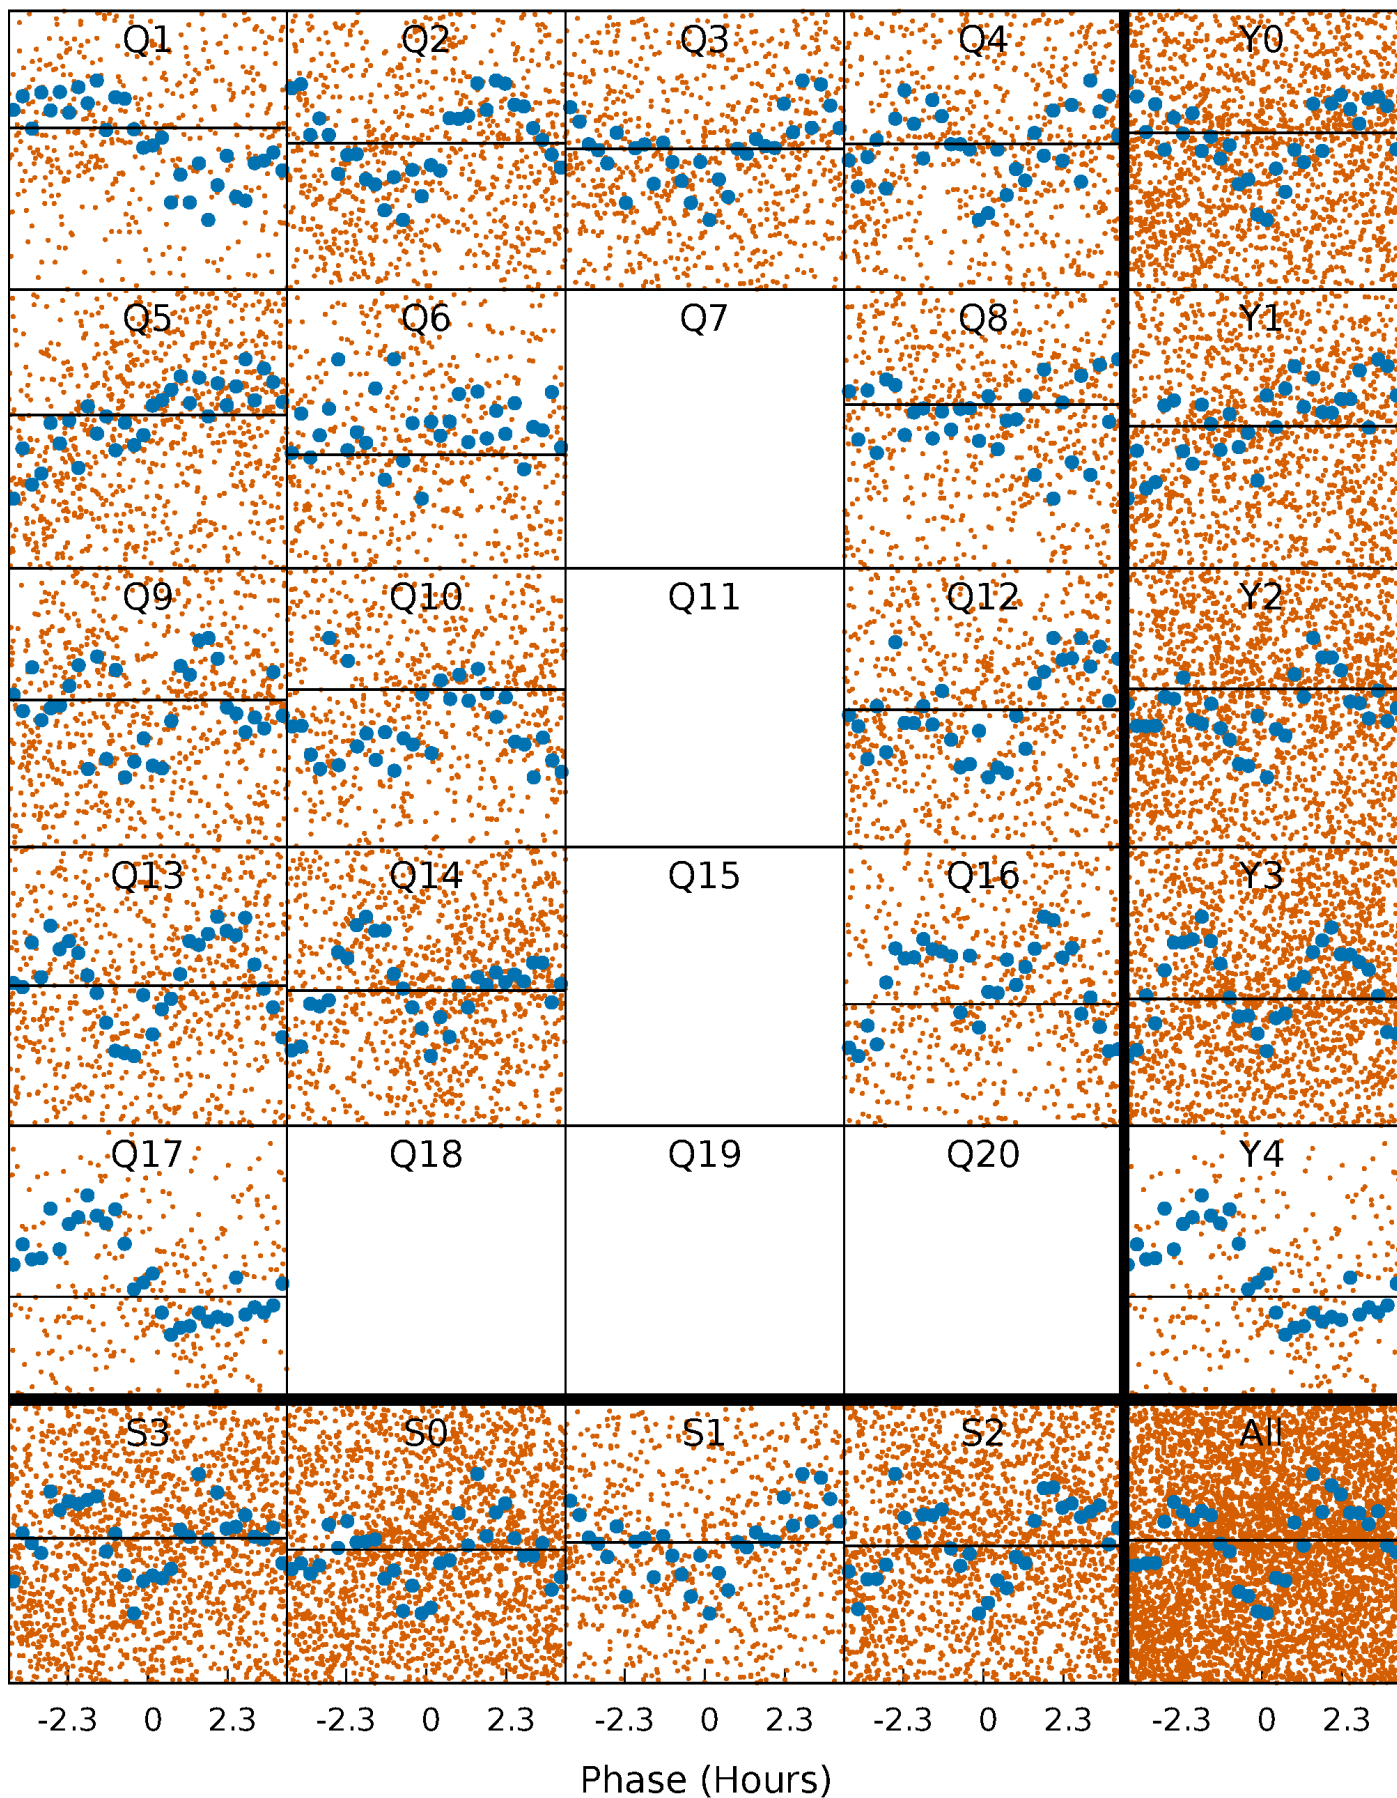 Q1 Q2 Q3 Q4 Y0
Q5 Q6 Q7 Q8 Y1
Q9 Q10 Q11 Q12 Y2
Q13 Q14 Q15 Q16 Y3
Q17 Q18 Q19 Q20 Y4
S3 S0 S1 S2 All
-2.3 0 2.3 -2.3 0 2.3 -2.3 0 2.3 -2.3 0 2.3 -2.3 0 2.3
Phase (Hours)